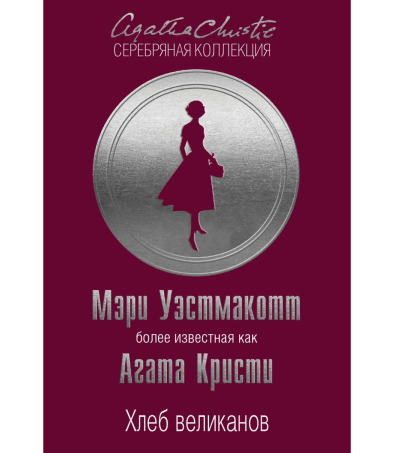 Agatha Christie
СЕРЕБРЯНАЯ КОЛЛЕКЦИЯ
Мэри Уэстмакотт
более известная как
Агата Кристи
Хлеб великанов